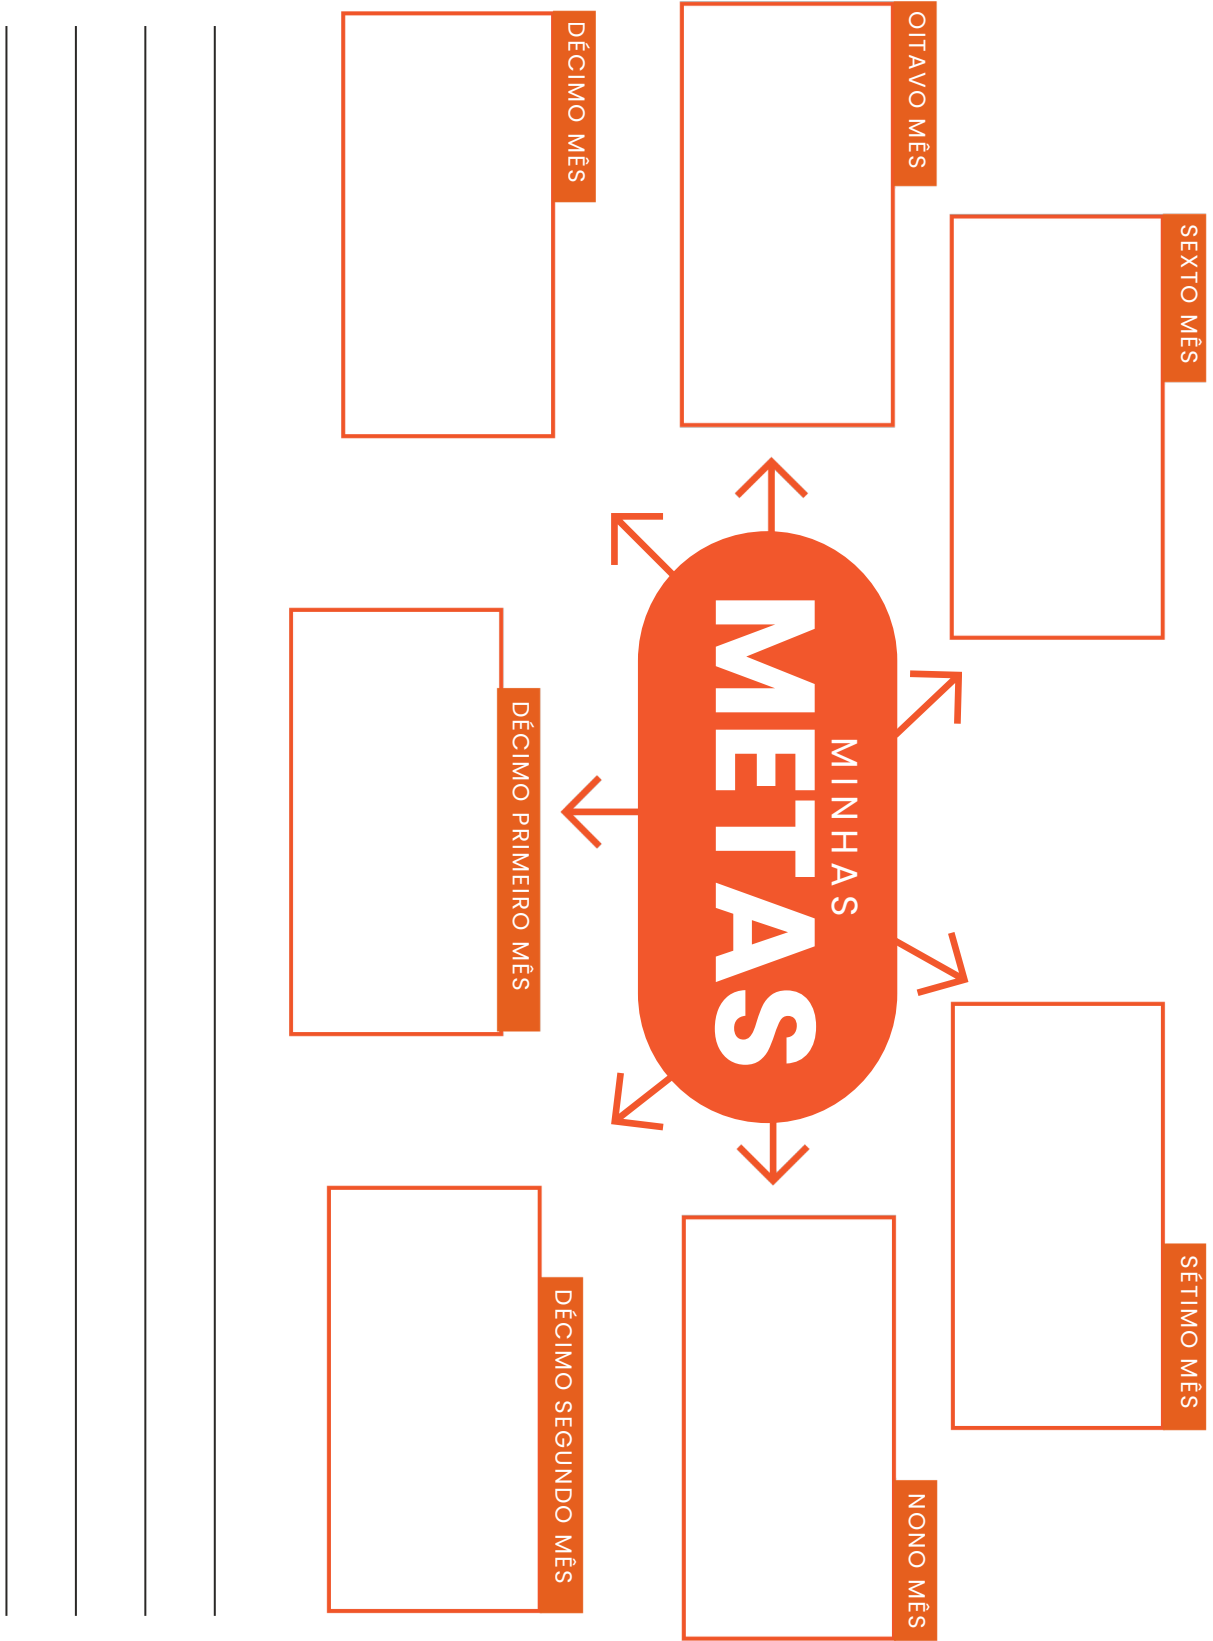 SEXTO MÊS
SÉTIMO MÊS
OITAVO MÊS
MINHAS
METAS
NONO MÊS
DÉCIMO MÊS
DÉCIMO PRIMEIRO MÊS
DÉCIMO SEGUNDO MÊS